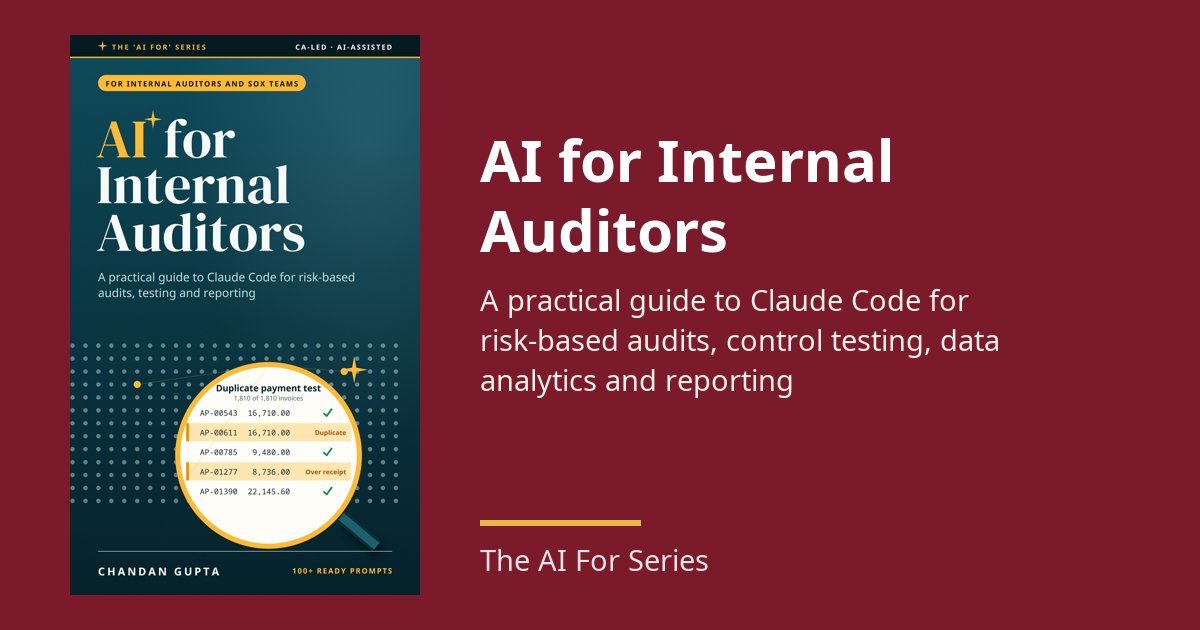 THE 'AI FOR' SERIES
CA-LED · AI-ASSISTED
FOR INTERNAL AUDITORS AND SOX TEAMS
AI for
Internal
Auditors
A practical guide to Claude Code for risk-based
audits, testing and reporting
Duplicate payment test
1,810 of 1,810 invoices
AP-00543 16,710.00 ✓
AP-00611 16,710.00 Duplicate
AP-00785 9,480.00 ✓
AP-01277 8,736.00 Over receipt
AP-01390 22,145.60 ✓
CHANDAN GUPTA
100+ READY PROMPTS
AI for Internal
Auditors
A practical guide to Claude Code for
risk-based audits, control testing, data
analytics and reporting
The AI For Series